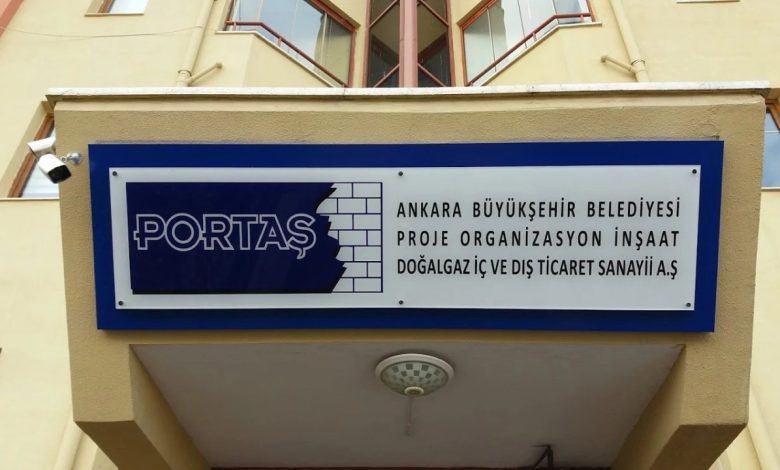 PORTAŞ
ANKARA BÜYÜKŞEHİR BELEDİYESİ
PROJE ORGANİZASYON İNŞAAT
DOĞALGAZ İÇ VE DIŞ TİCARET SANAYİİ A.Ş